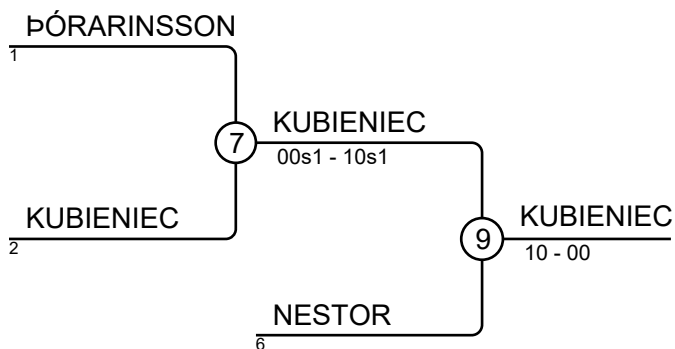 ÞÓRARINSSON
1
7
KUBIENIEC
00s1 - 10s1
KUBIENIEC
2
9
KUBIENIEC
10 - 00
NESTOR
6